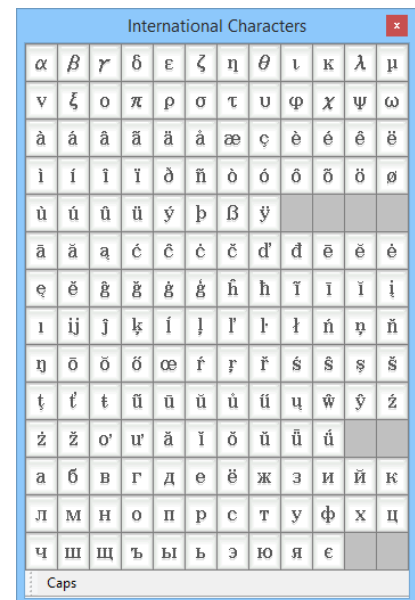 International Characters x
α β γ δ ε ζ η θ ι κ λ μ
ν ξ ο π ρ σ τ υ φ χ ψ ω
à á â ã ä å æ ç è é ê ë
ì í î ï ð ñ ò ó ô õ ö ø
ù ú û ü ý þ ß ÿ
ā ă ą ć ĉ ċ č ď đ ē ĕ ė
ę ě ĝ ğ ġ ģ ĥ ħ ĩ ī ĭ į
ı ĳ ĵ ķ ĺ ļ ľ ŀ ł ń ņ ň
ŋ ō ŏ ő œ ŕ ŗ ř ś ŝ ş š
ţ ť ŧ ũ ū ŭ ů ű ų ŵ ŷ ź
ż ž ơ ư ǎ ǐ ǒ ǔ ǖ ǘ
а б в г д е ё ж з и й к
л м н о п р с т у ф х ц
ч ш щ ъ ы ь э ю я є
Caps